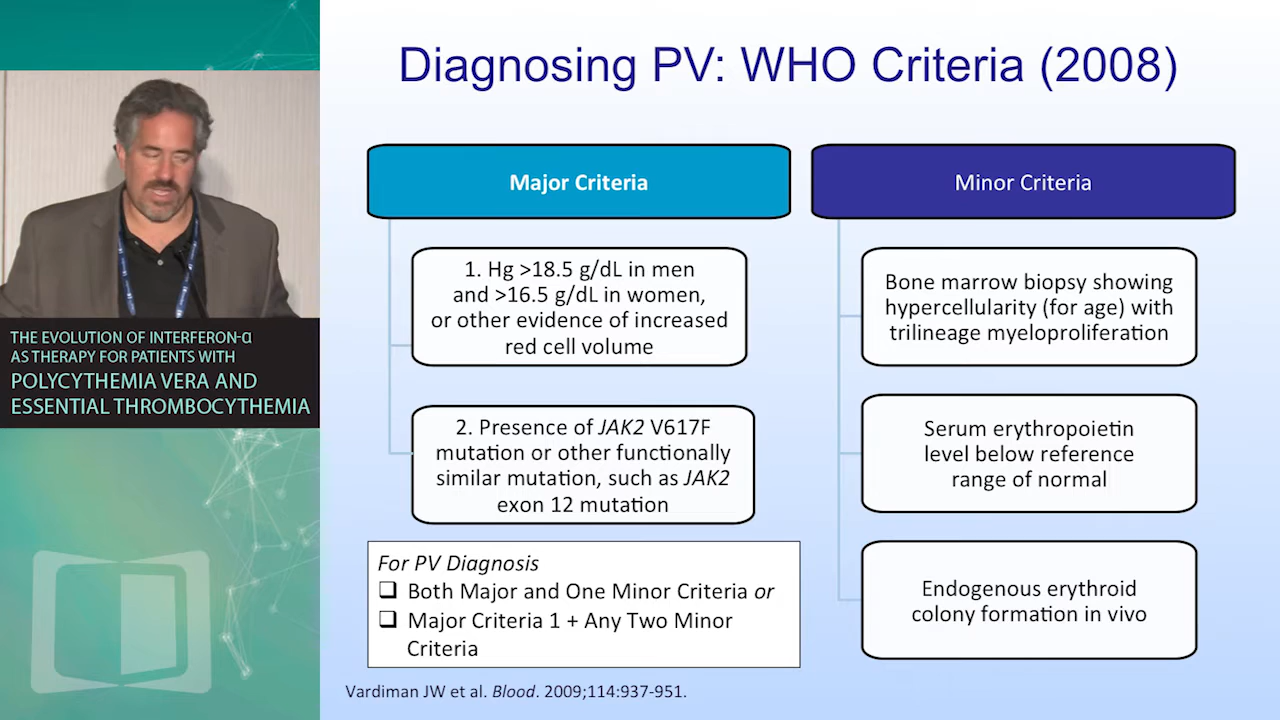 Diagnosing PV: WHO Criteria (2008)
Major Criteria
1. Hg >18.5 g/dL in men
and >16.5 g/dL in women,
or other evidence of increased
red cell volume
2. Presence of JAK2 V617F
mutation or other functionally
similar mutation, such as JAK2
exon 12 mutation
For PV Diagnosis
❑ Both Major and One Minor Criteria or
❑ Major Criteria 1 + Any Two Minor
Criteria
Minor Criteria
Bone marrow biopsy showing
hypercellularity (for age) with
trilineage myeloproliferation
Serum erythropoietin
level below reference
range of normal
Endogenous erythroid
colony formation in vivo
Vardiman JW et al. Blood. 2009;114:937-951.
THE EVOLUTION OF INTERFERON-α
AS THERAPY FOR PATIENTS WITH
POLYCYTHEMIA VERA AND
ESSENTIAL THROMBOCYTHEMIA